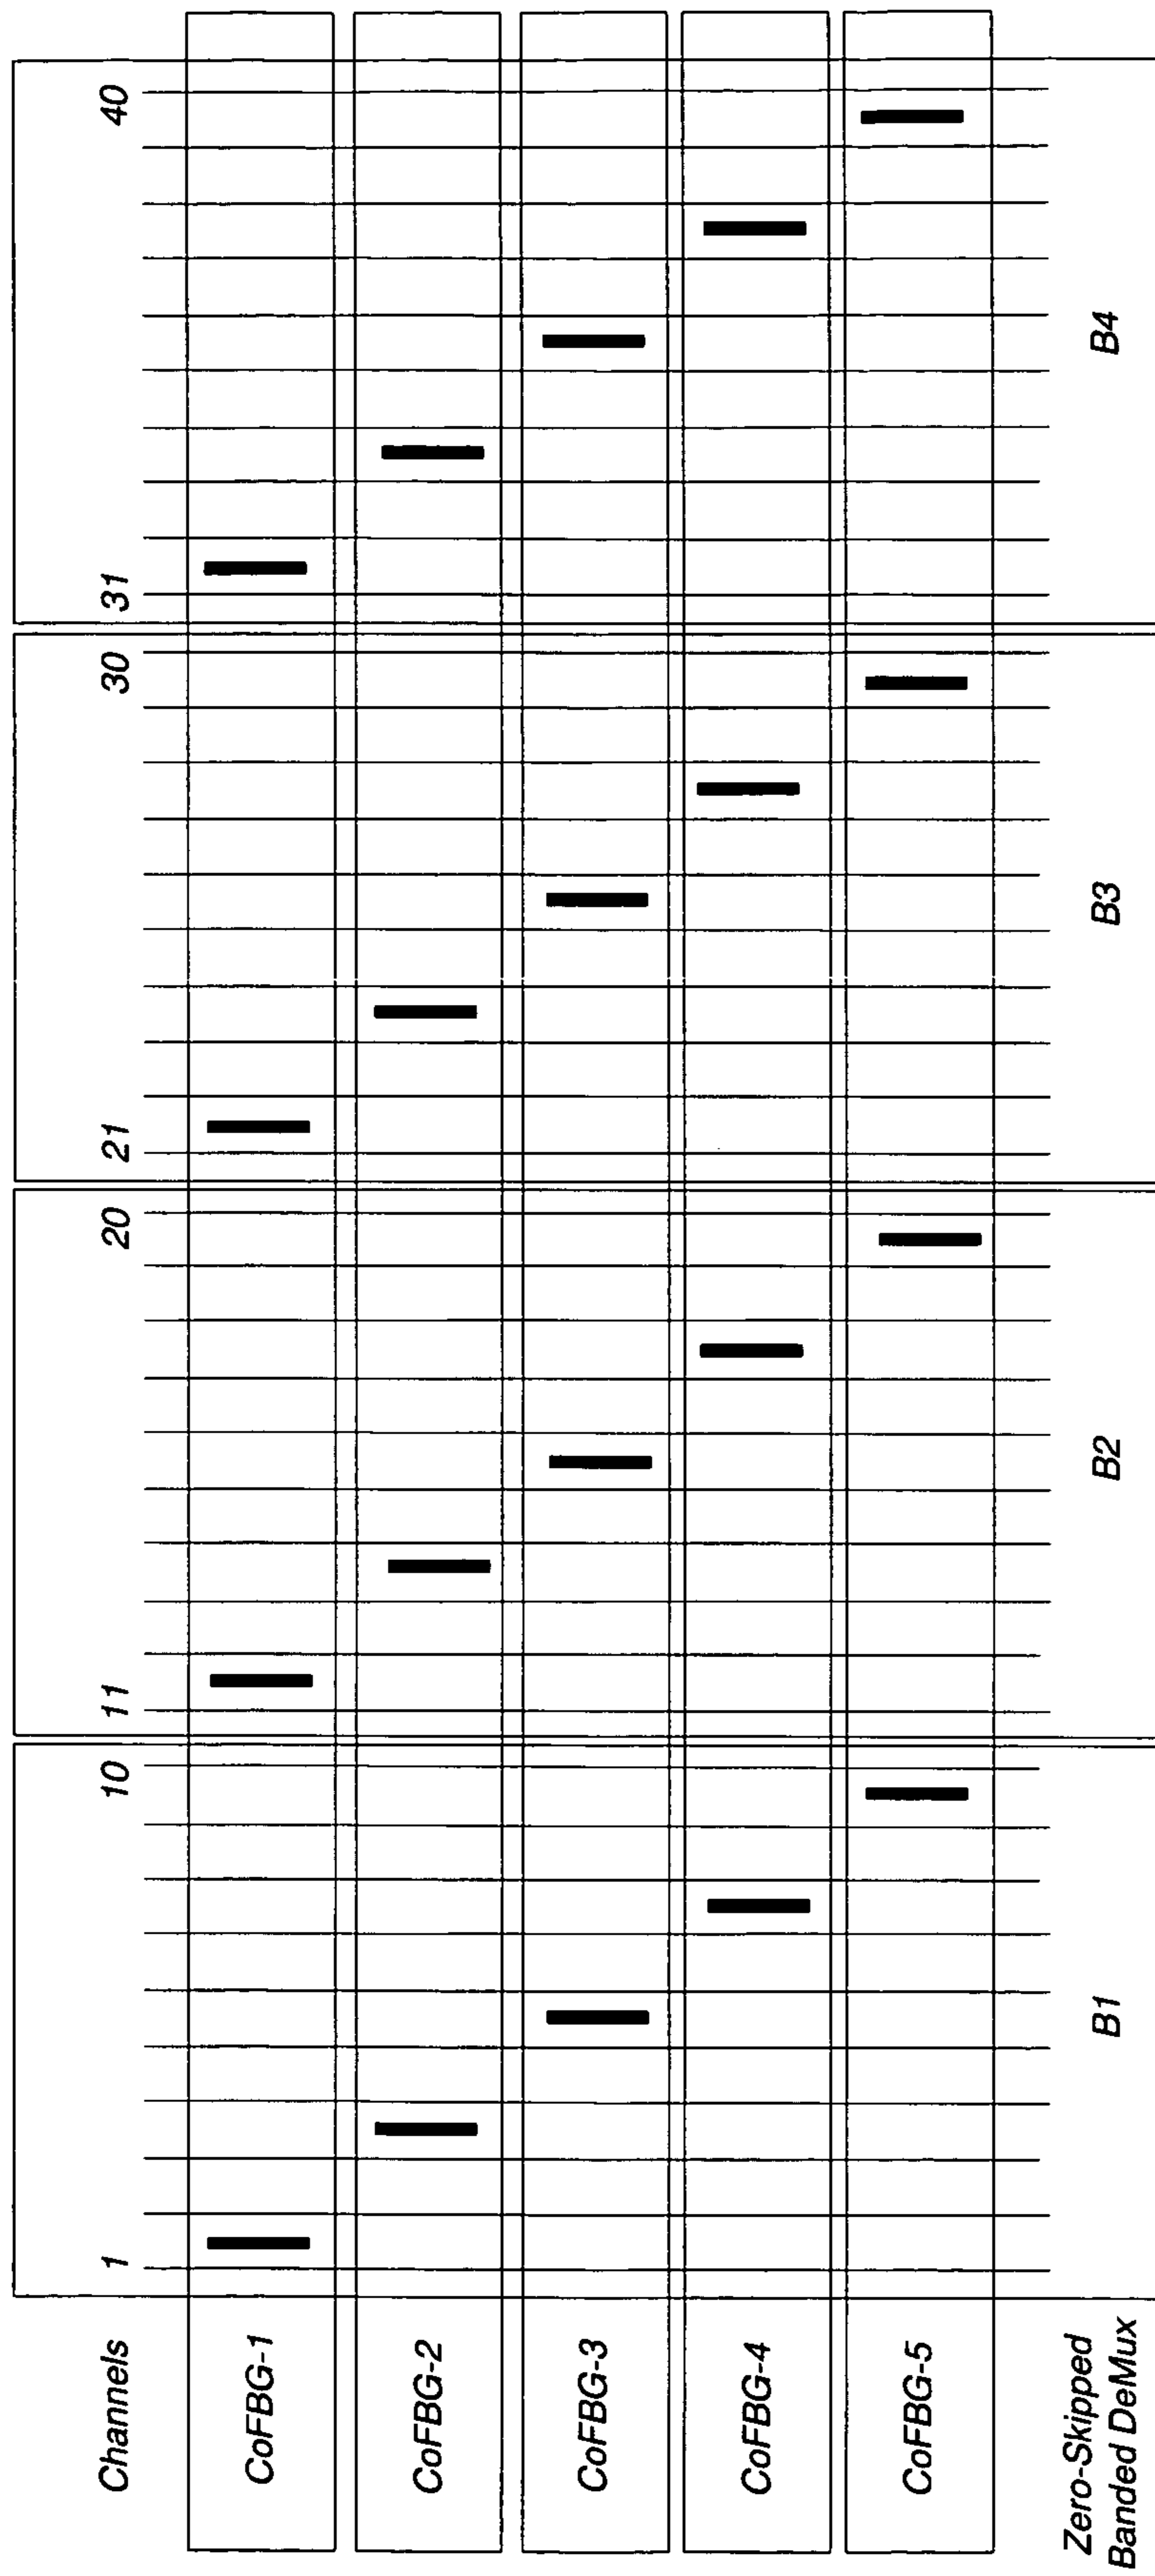 Channels
1
10
11
20
21
30
31
40
CoFBG-1
CoFBG-2
CoFBG-3
CoFBG-4
CoFBG-5
Zero-Skipped
Banded DeMux
B1
B2
B3
B4